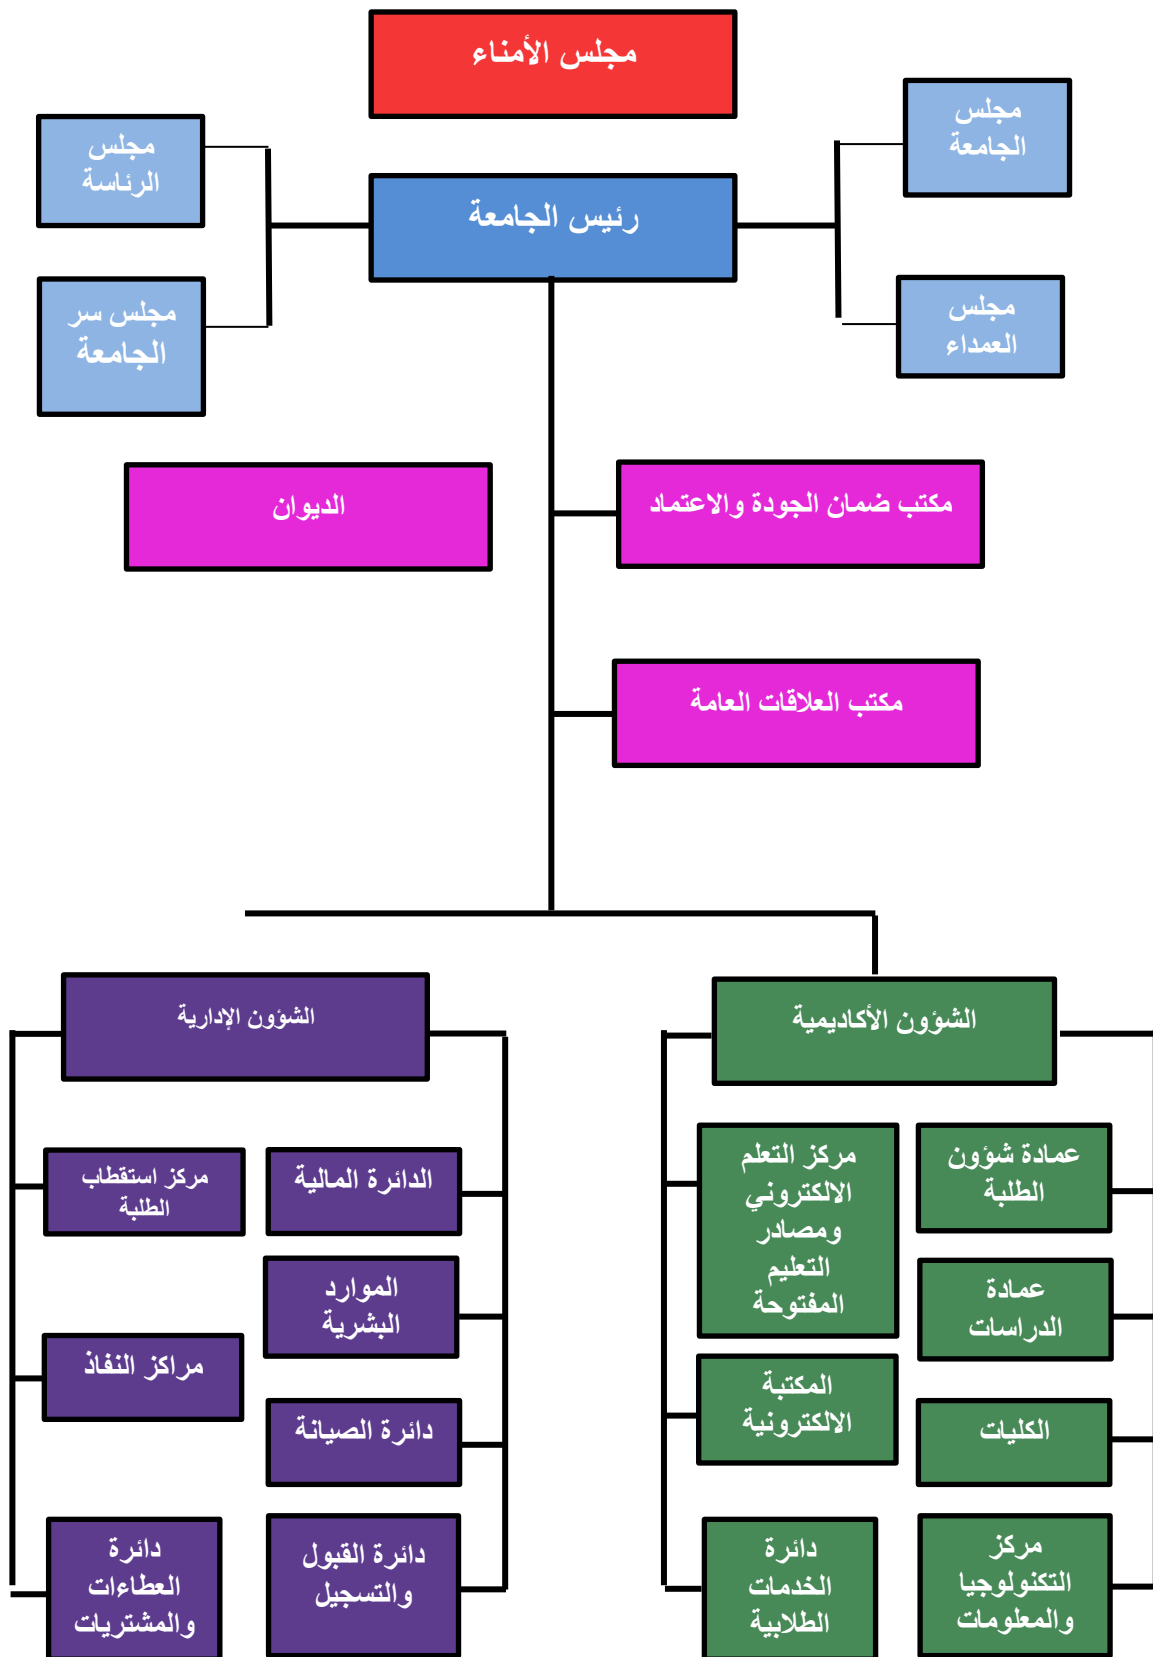 مجلس الأمناء
مجلس
الجامعة
مجلس
الرئاسة
رئيس الجامعة
مجلس
العمداء
مجلس سر
الجامعة
مكتب ضمان الجودة والاعتماد
الديوان
مكتب العلاقات العامة
الشؤون الأكاديمية
الشؤون الإدارية
عمادة شؤون
الطلبة
مركز التعلم
الالكتروني
ومصادر
التعليم
المفتوحة
عمادة
الدراسات
المكتبة
الالكترونية
الكليات
مركز
التكنولوجيا
والمعلومات
دائرة
الخدمات
الطلابية
الدائرة المالية
مركز استقطاب
الطلبة
الموارد
البشرية
مراكز النفاذ
دائرة الصيانة
دائرة القبول
والتسجيل
دائرة
العطاءات
والمشتريات